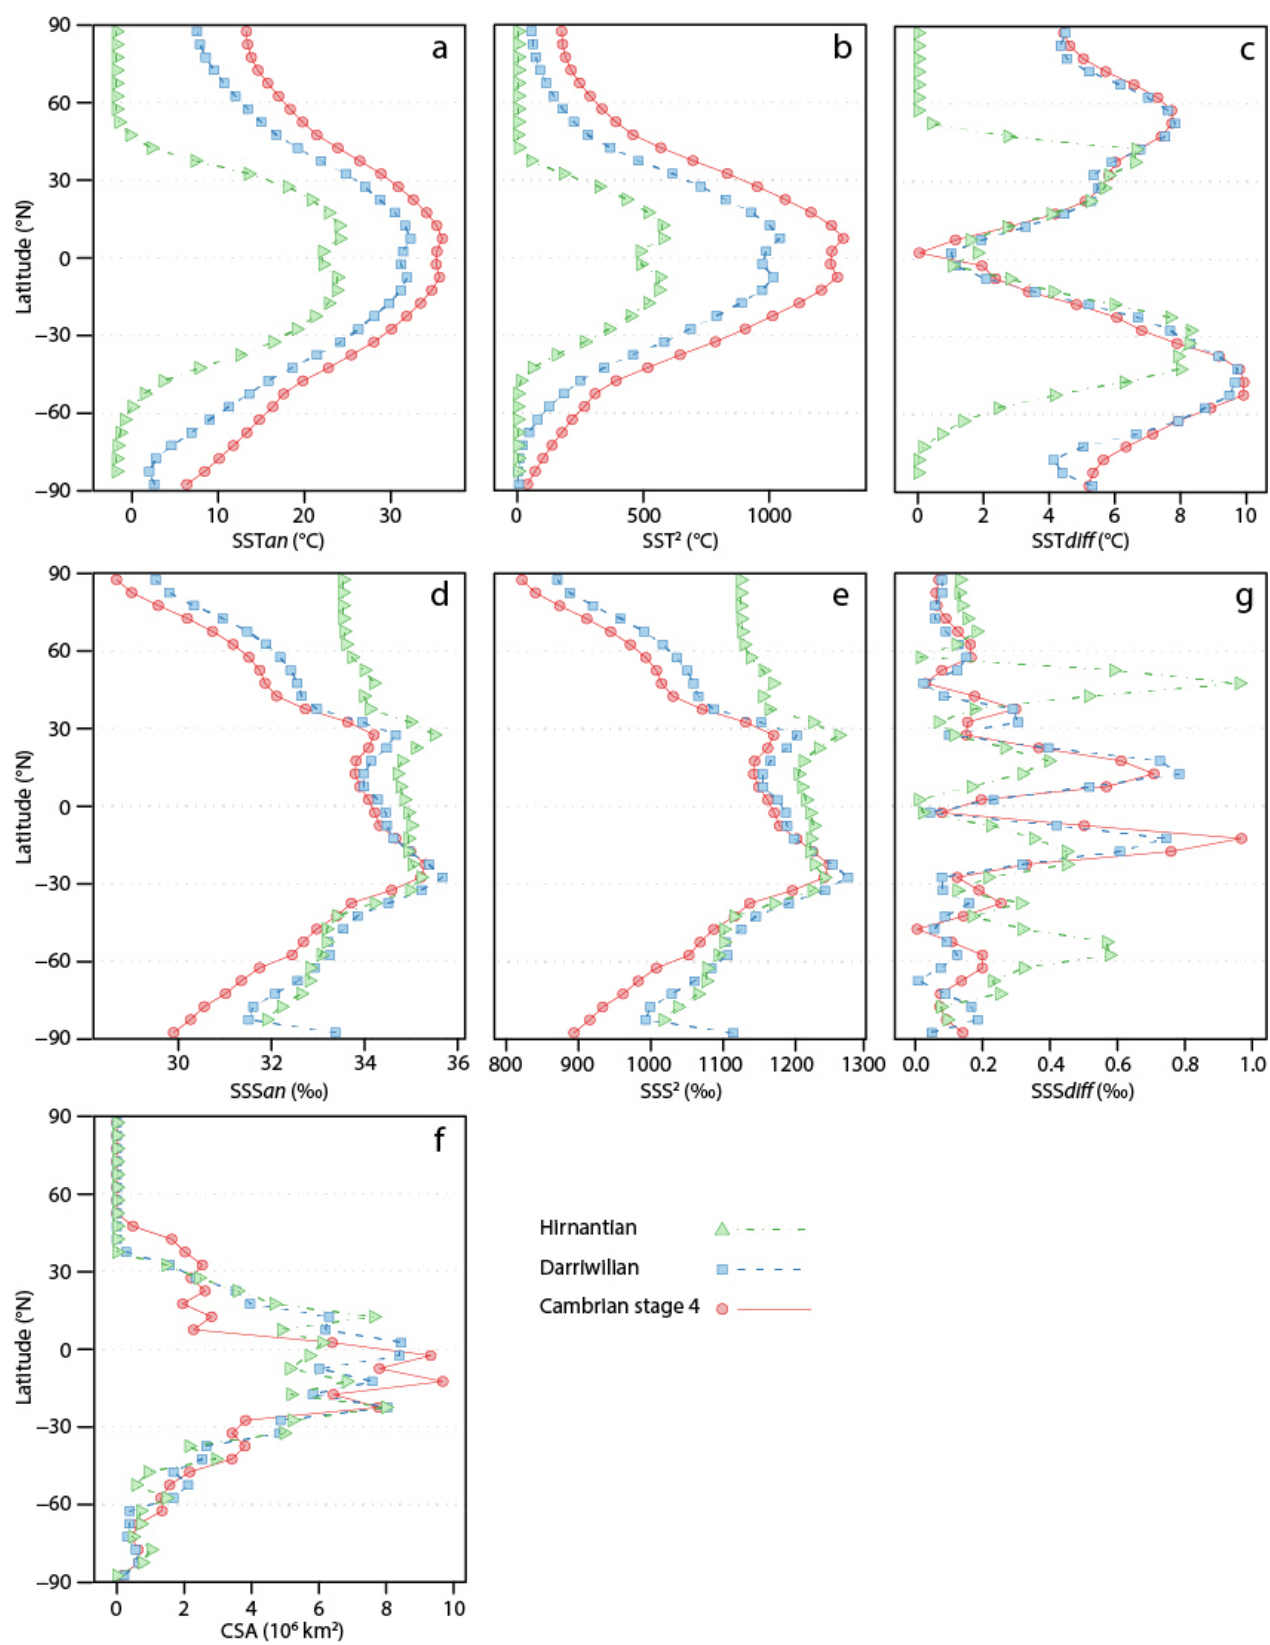 a
90
60
30
0
−30
−60
−90
Latitude (°N)
0
10
20
30
SSTan (°C)
b
0
500
1000
SST² (°C)
c
0
2
4
6
8
10
SSTdiff (°C)
d
90
60
30
0
−30
−60
−90
Latitude (°N)
30
32
34
36
SSSan (‰)
e
800
900
1000
1100
1200
1300
SSS² (‰)
g
0.0
0.2
0.4
0.6
0.8
1.0
SSSdiff (‰)
f
90
60
30
0
−30
−60
−90
Latitude (°N)
0
2
4
6
8
10
CSA (10⁶ km²)
Hirnantian
Darriwilian
Cambrian stage 4